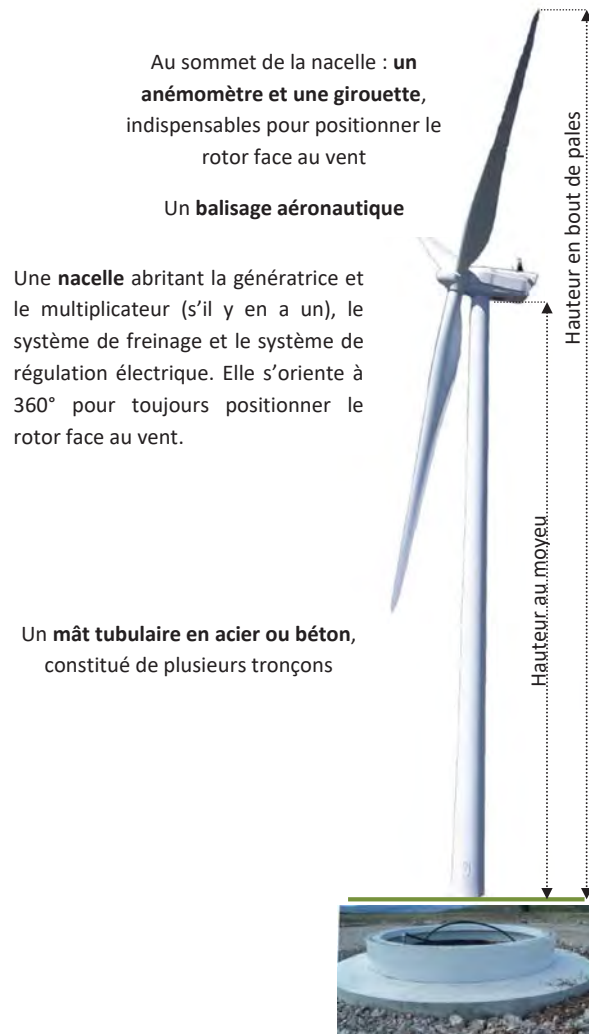 Au sommet de la nacelle : un
anémomètre et une girouette,
indispensables pour positionner le
rotor face au vent
Un balisage aéronautique
Une nacelle abritant la génératrice et
le multiplicateur (s’il y en a un), le
système de freinage et le système de
régulation électrique. Elle s’oriente à
360° pour toujours positionner le
rotor face au vent.
Un mât tubulaire en acier ou béton,
constitué de plusieurs tronçons
Hauteur au moyeu
Hauteur en bout de pales